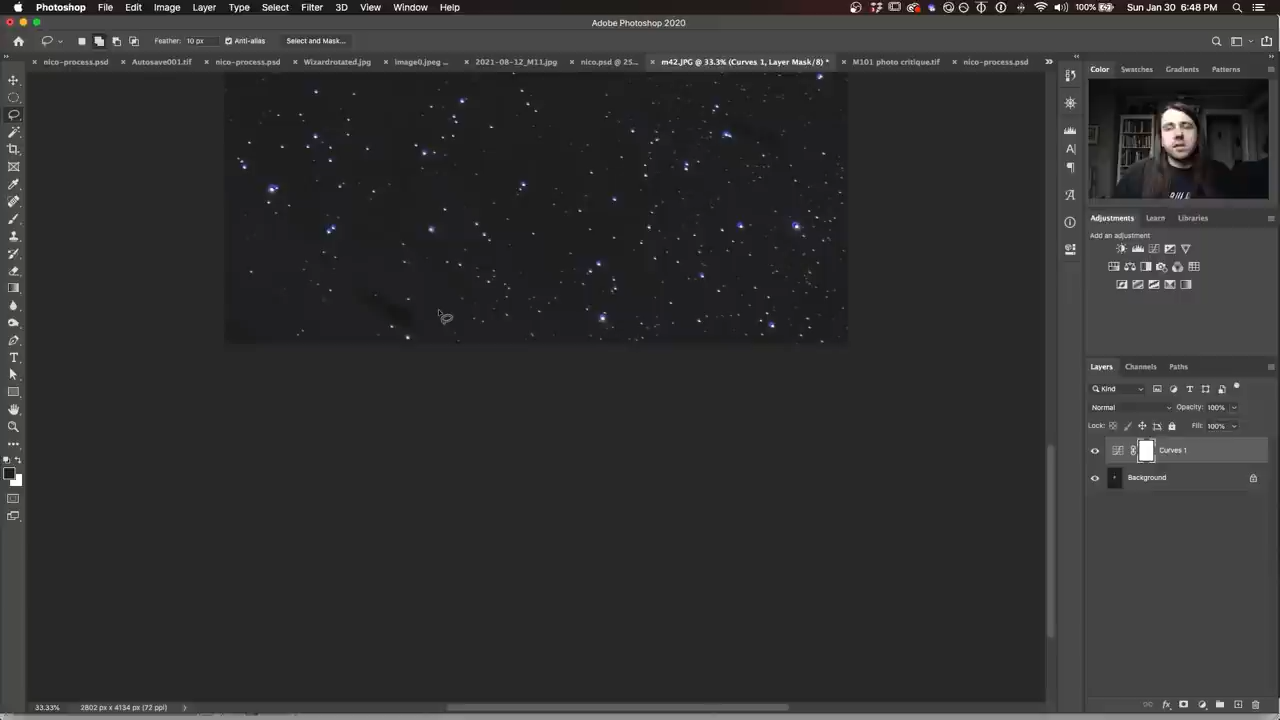 Photoshop File Edit Image Layer Type Select Filter 3D View Window Help 100% Sun Jan 30 6:48 PM
Adobe Photoshop 2020
Feather: 10 px Anti-alias Select and Mask...
nico-process.psd Autosave001.tif nico-process.psd Wizardrotated.jpg image0.jpeg ... 2021-08-12_M11.jpg nico.psd @ 25... m42.JPG @ 33.3% (Curves 1, Layer Mask/8) * M101 photo critique.tif nico-process.psd
Color Swatches Gradients Patterns
Adjustments Learn Libraries
Add an adjustment
Layers Channels Paths
Kind
Normal Opacity: 100%
Lock: Fill: 100%
Curves 1
Background
33.33% 2802 px x 4134 px (72 ppi)